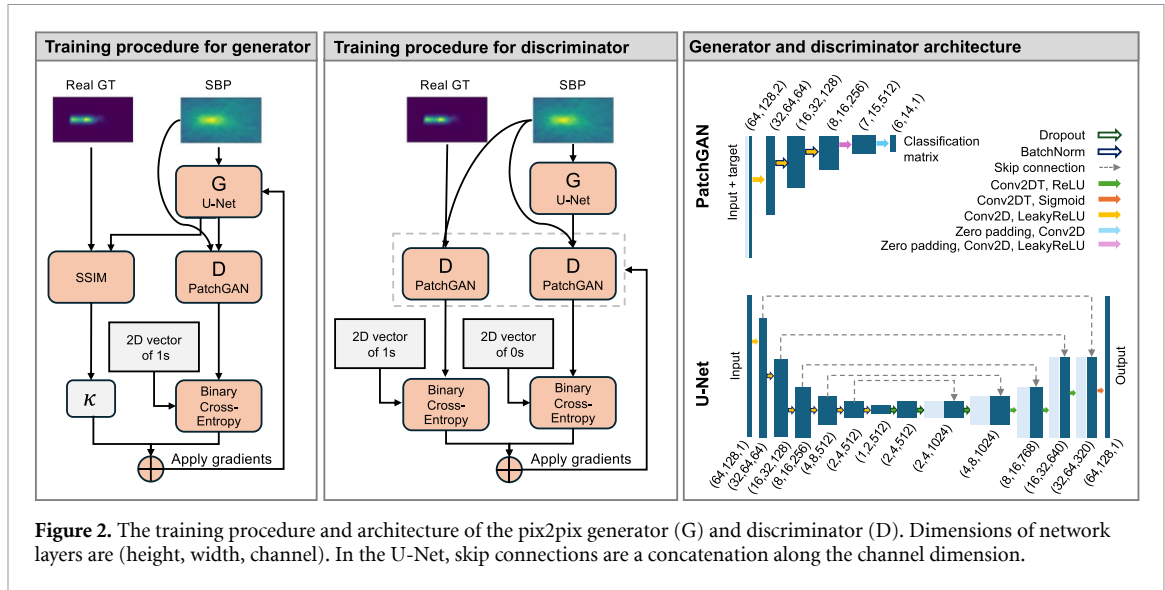 Training procedure for generator
Real GT
SBP
G
U-Net
SSIM
D
PatchGAN
2D vector
of 1s
κ
Binary
Cross-
Entropy
Apply gradients
Training procedure for discriminator
Real GT
SBP
G
U-Net
D
PatchGAN
D
PatchGAN
2D vector
of 1s
2D vector
of 0s
Binary
Cross-
Entropy
Binary
Cross-
Entropy
Apply gradients
Generator and discriminator architecture
PatchGAN
Input + target
(64,128,2)
(32,64,64)
(16,32,128)
(8,16,256)
(7,15,512)
(6,14,1)
Classification
matrix
Dropout
BatchNorm
Skip connection
Conv2DT, ReLU
Conv2DT, Sigmoid
Conv2D, LeakyReLU
Zero padding, Conv2D
Zero padding, Conv2D, LeakyReLU
U-Net
Input
Output
(64,128,1)
(32,64,64)
(16,32,128)
(8,16,256)
(4,8,512)
(2,4,512)
(1,2,512)
(2,4,512)
(2,4,1024)
(4,8,1024)
(8,16,768)
(16,32,640)
(32,64,320)
(64,128,1)
Figure 2. The training procedure and architecture of the pix2pix generator (G) and discriminator (D). Dimensions of network
layers are (height, width, channel). In the U-Net, skip connections are a concatenation along the channel dimension.